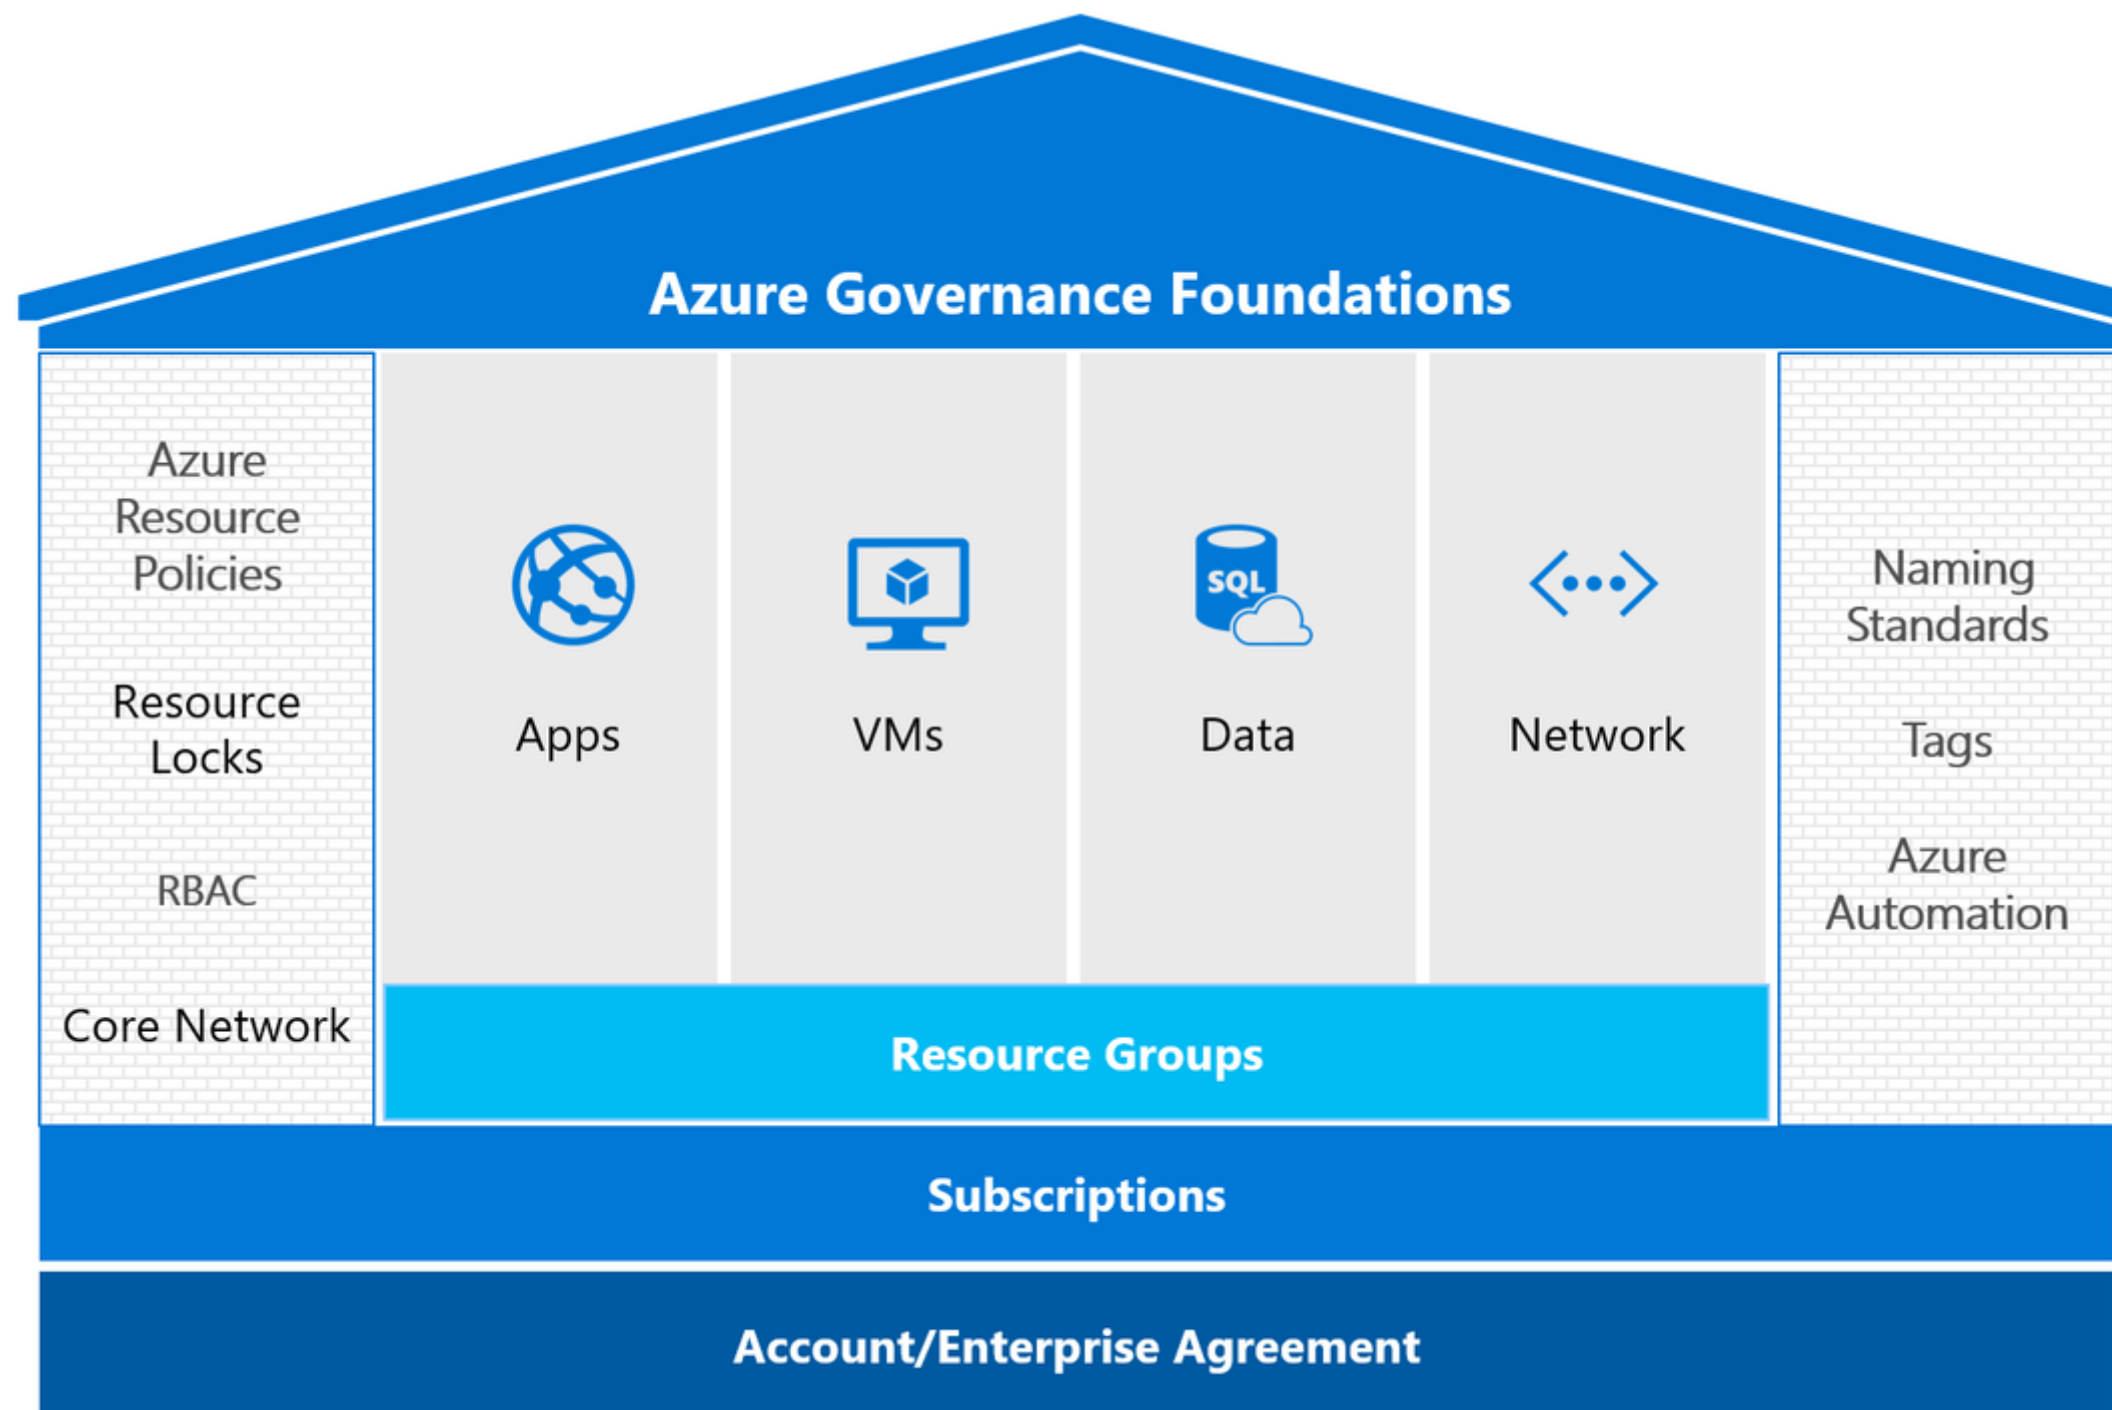 Azure Governance Foundations
Azure
Resource
Policies
Resource
Locks
RBAC
Core Network
Apps
VMs
SQL
Data
Network
Naming
Standards
Tags
Azure
Automation
Resource Groups
Subscriptions
Account/Enterprise Agreement